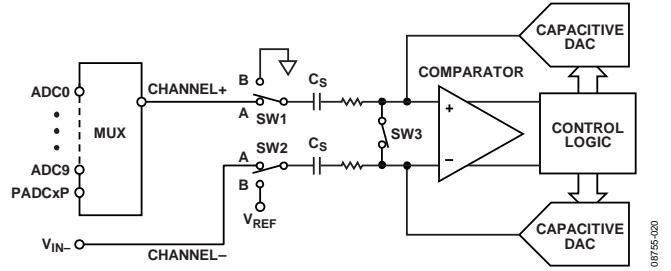 CAPACITIVE
DAC
COMPARATOR
B
CS
ADC0
CHANNEL+
A
SW1
+
MUX
SW3
CONTROL
LOGIC
A
SW2
CS
−
ADC9
B
PADCxP
VREF
VIN–
CHANNEL–
CAPACITIVE
DAC
08755-020